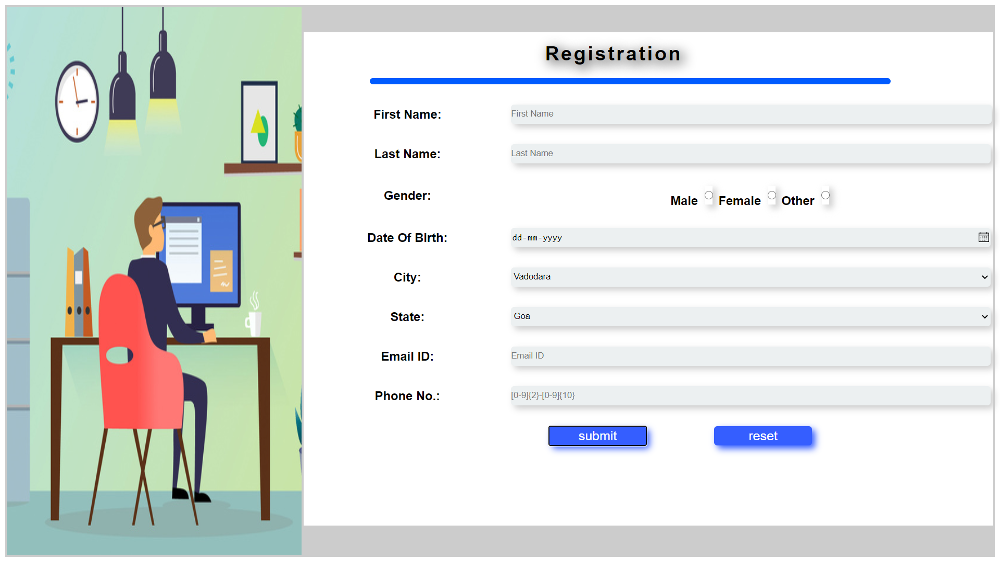 Registration
First Name: First Name
Last Name: Last Name
Gender: Male Female Other
Date Of Birth: dd-mm-yyyy
City: Vadodara
State: Goa
Email ID: Email ID
Phone No.: [0-9]{2}-[0-9]{10}
submit reset